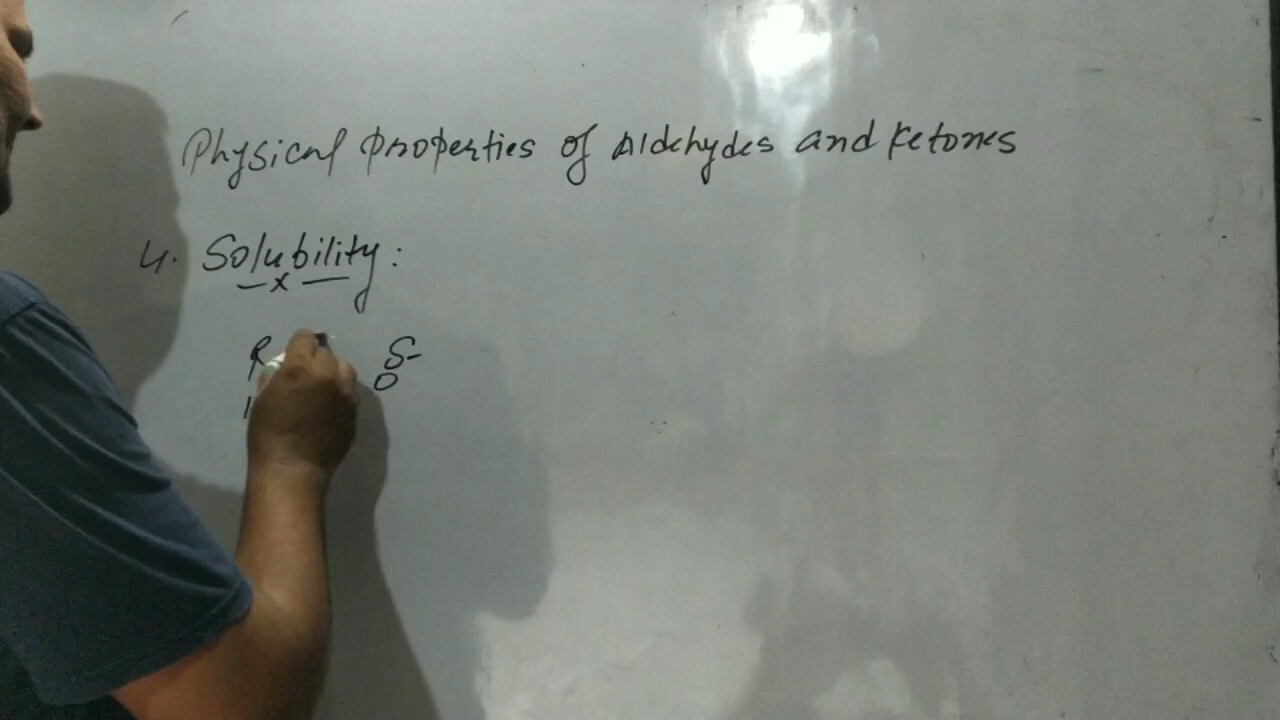 Physical properties of Aldehydes and Ketones
4. Solubility:
—x—
R δ-
O